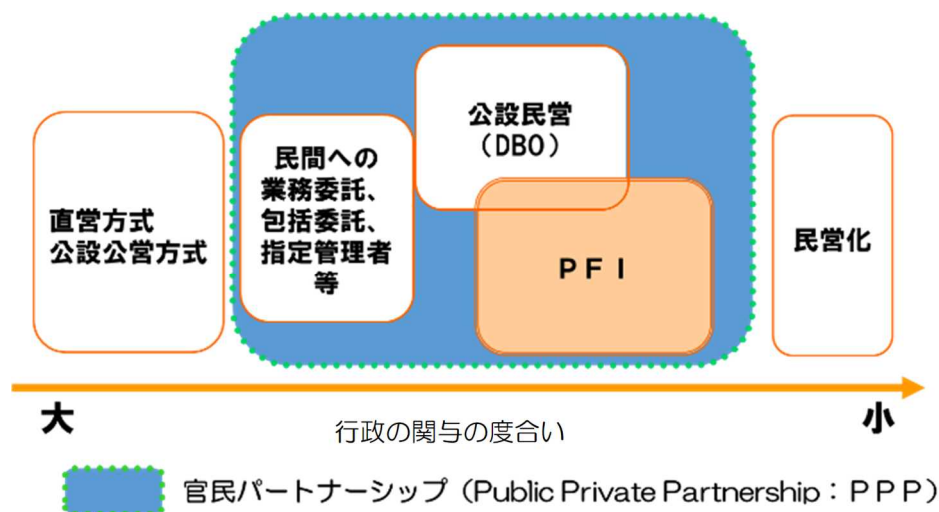 直営方式
公設公営方式
民間への
業務委託、
包括委託、
指定管理者
等
公設民営
（DBO）
ＰＦＩ
民営化
大
行政の関与の度合い
小
官民パートナーシップ（Public Private Partnership：ＰＰＰ）